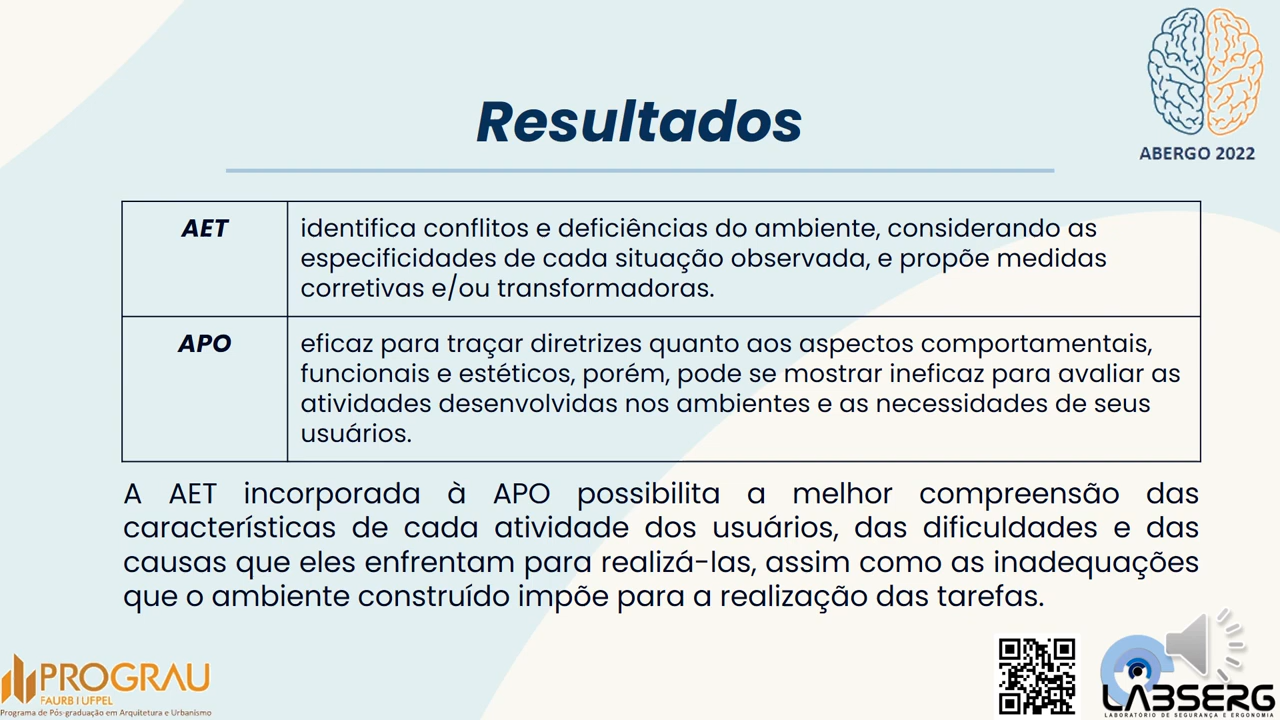 ABERGO 2022
Resultados
AET
identifica conflitos e deficiências do ambiente, considerando as
especificidades de cada situação observada, e propõe medidas
corretivas e/ou transformadoras.
APO
eficaz para traçar diretrizes quanto aos aspectos comportamentais,
funcionais e estéticos, porém, pode se mostrar ineficaz para avaliar as
atividades desenvolvidas nos ambientes e as necessidades de seus
usuários.
A AET incorporada à APO possibilita a melhor compreensão das
características de cada atividade dos usuários, das dificuldades e das
causas que eles enfrentam para realizá-las, assim como as inadequações
que o ambiente construído impõe para a realização das tarefas.
PROGRAU
FAURB I UFPEL
Programa de Pós-graduação em Arquitetura e Urbanismo
LABSERG
LABORATÓRIO DE SEGURANÇA E ERGONOMIA